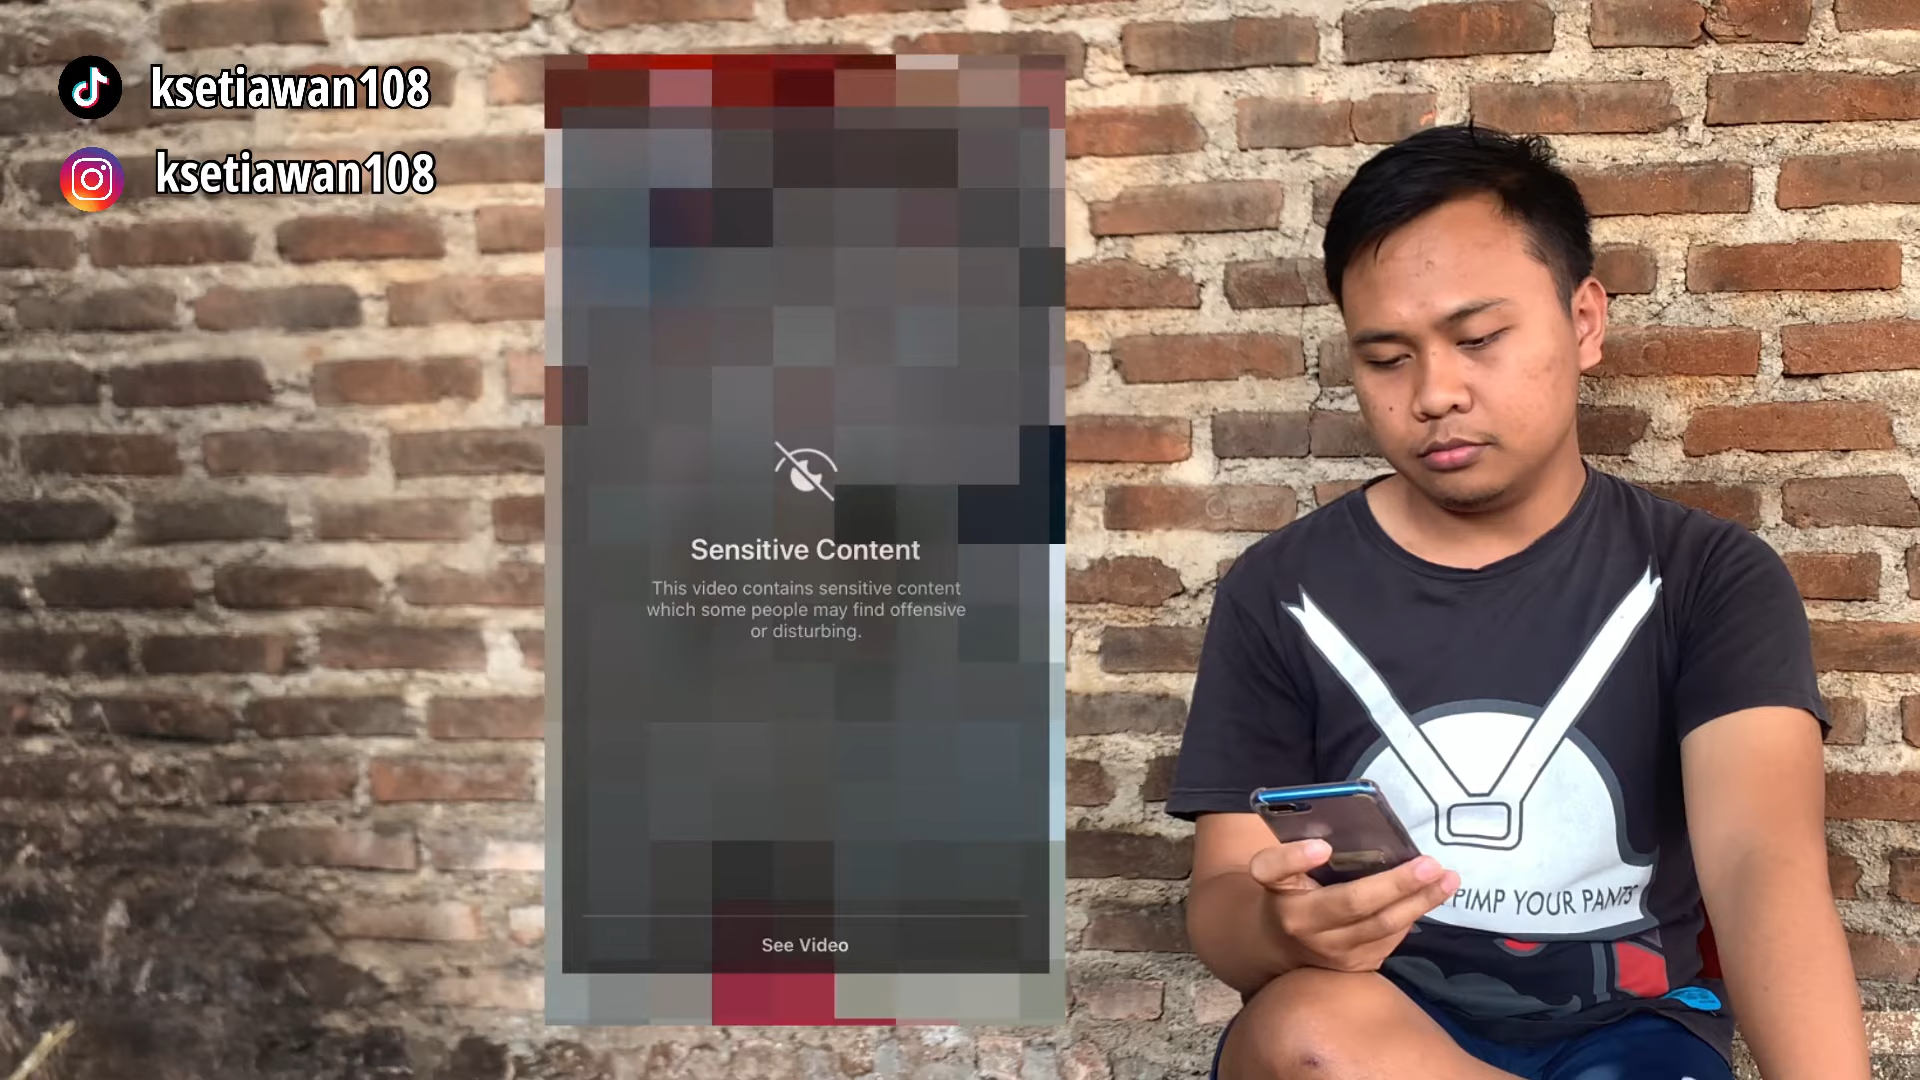 ksetiawan108
ksetiawan108
Sensitive Content
This video contains sensitive content
which some people may find offensive
or disturbing.
See Video
PIMP YOUR PANTS